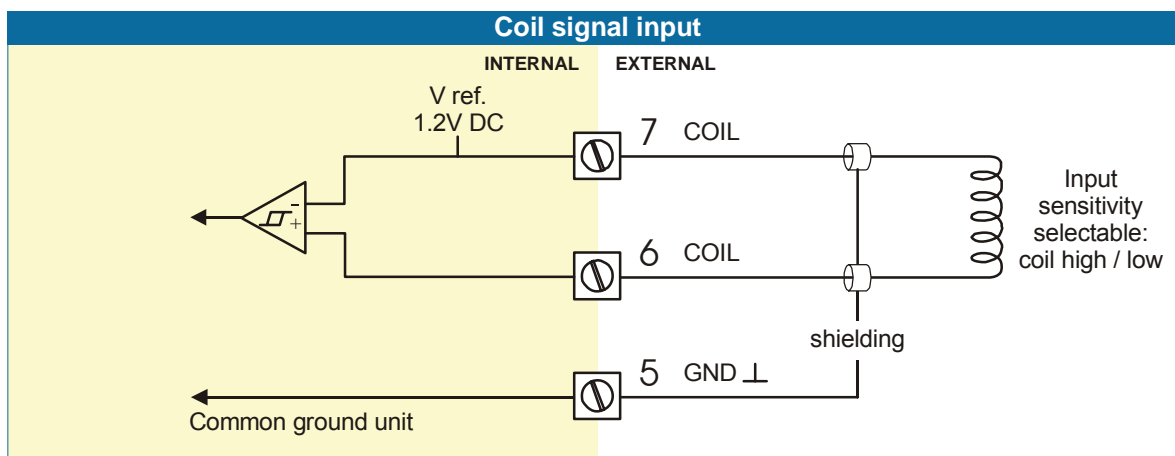 Coil signal input
INTERNAL
EXTERNAL
V ref.
1.2V DC
7 COIL
-
+
6 COIL
Input
sensitivity
selectable:
coil high / low
shielding
5 GND ⊥
Common ground unit